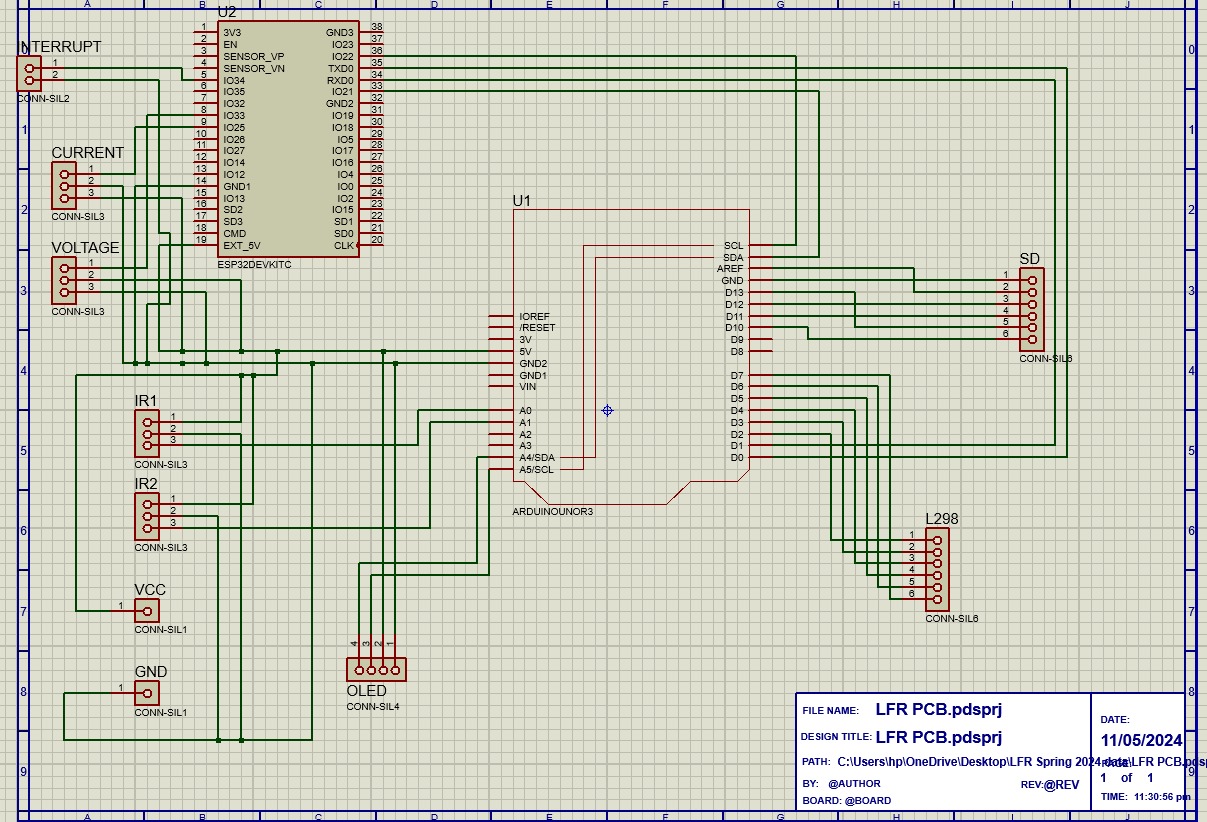 A B C D E F G H I J
0 0
1 1
2 2
3 3
4 4
5 5
6 6
7 7
8 8
9 9
INTERRUPT
1
2
CONN-SIL2
CURRENT
1
2
3
CONN-SIL3
VOLTAGE
1
2
3
CONN-SIL3
U2
1 3V3 GND3 38
2 EN IO23 37
3 SENSOR_VP IO22 36
4 SENSOR_VN TXD0 35
5 IO34 RXD0 34
6 IO35 IO21 33
7 IO32 GND2 32
8 IO33 IO19 31
9 IO25 IO18 30
10 IO26 IO5 29
11 IO27 IO17 28
12 IO14 IO16 27
13 IO12 IO4 26
14 GND1 IO0 25
15 IO13 IO2 24
16 SD2 IO15 23
17 SD3 SD1 22
18 CMD SD0 21
19 EXT_5V CLK 20
ESP32DEVKITC
U1
SCL
SDA
AREF
GND
D13
D12
IOREF D11
/RESET D10
3V D9
5V D8
GND2
GND1 D7
VIN D6
D5
A0 D4
A1 D3
A2 D2
A3 D1
A4/SDA D0
A5/SCL
ARDUINOUNOR3
SD
1
2
3
4
5
6
CONN-SIL6
IR1
1
2
3
CONN-SIL3
IR2
1
2
3
CONN-SIL3
L298
1
2
3
4
5
6
CONN-SIL6
VCC
1
CONN-SIL1
GND
1
CONN-SIL1
4 3 2 1
OLED
CONN-SIL4
FILE NAME: LFR PCB.pdsprj
DESIGN TITLE: LFR PCB.pdsprj
PATH: C:\Users\hp\OneDrive\Desktop\LFR Spring 2024 data\LFR PCB.pdsp
BY: @AUTHOR REV:@REV
BOARD: @BOARD
DATE:
11/05/2024
PAGE:
1 of 1
TIME: 11:30:56 pm
A B C D E F G H I J